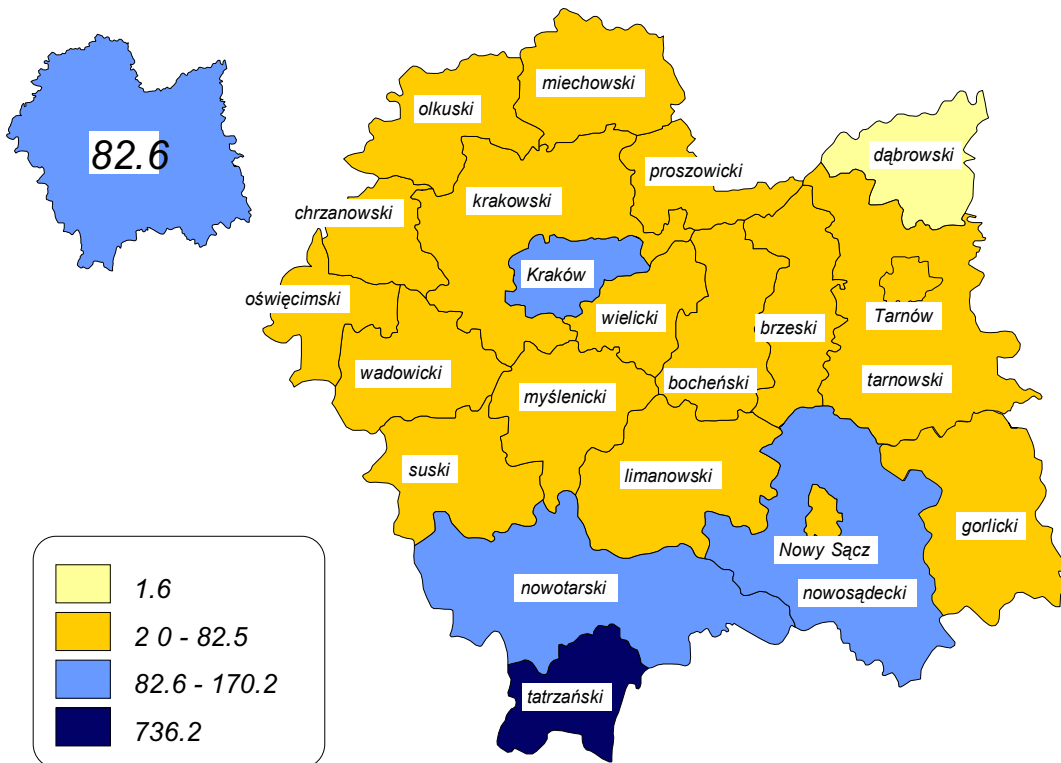 miechowski
olkuski
dąbrowski
82.6
proszowicki
krakowski
chrzanowski
Kraków
oświęcimski
wielicki
brzeski
Tarnów
wadowicki
bocheński
tarnowski
myślenicki
suski
limanowski
gorlicki
Nowy Sącz
nowotarski
nowosądecki
tatrzański
1.6
2 0 - 82.5
82.6 - 170.2
736.2